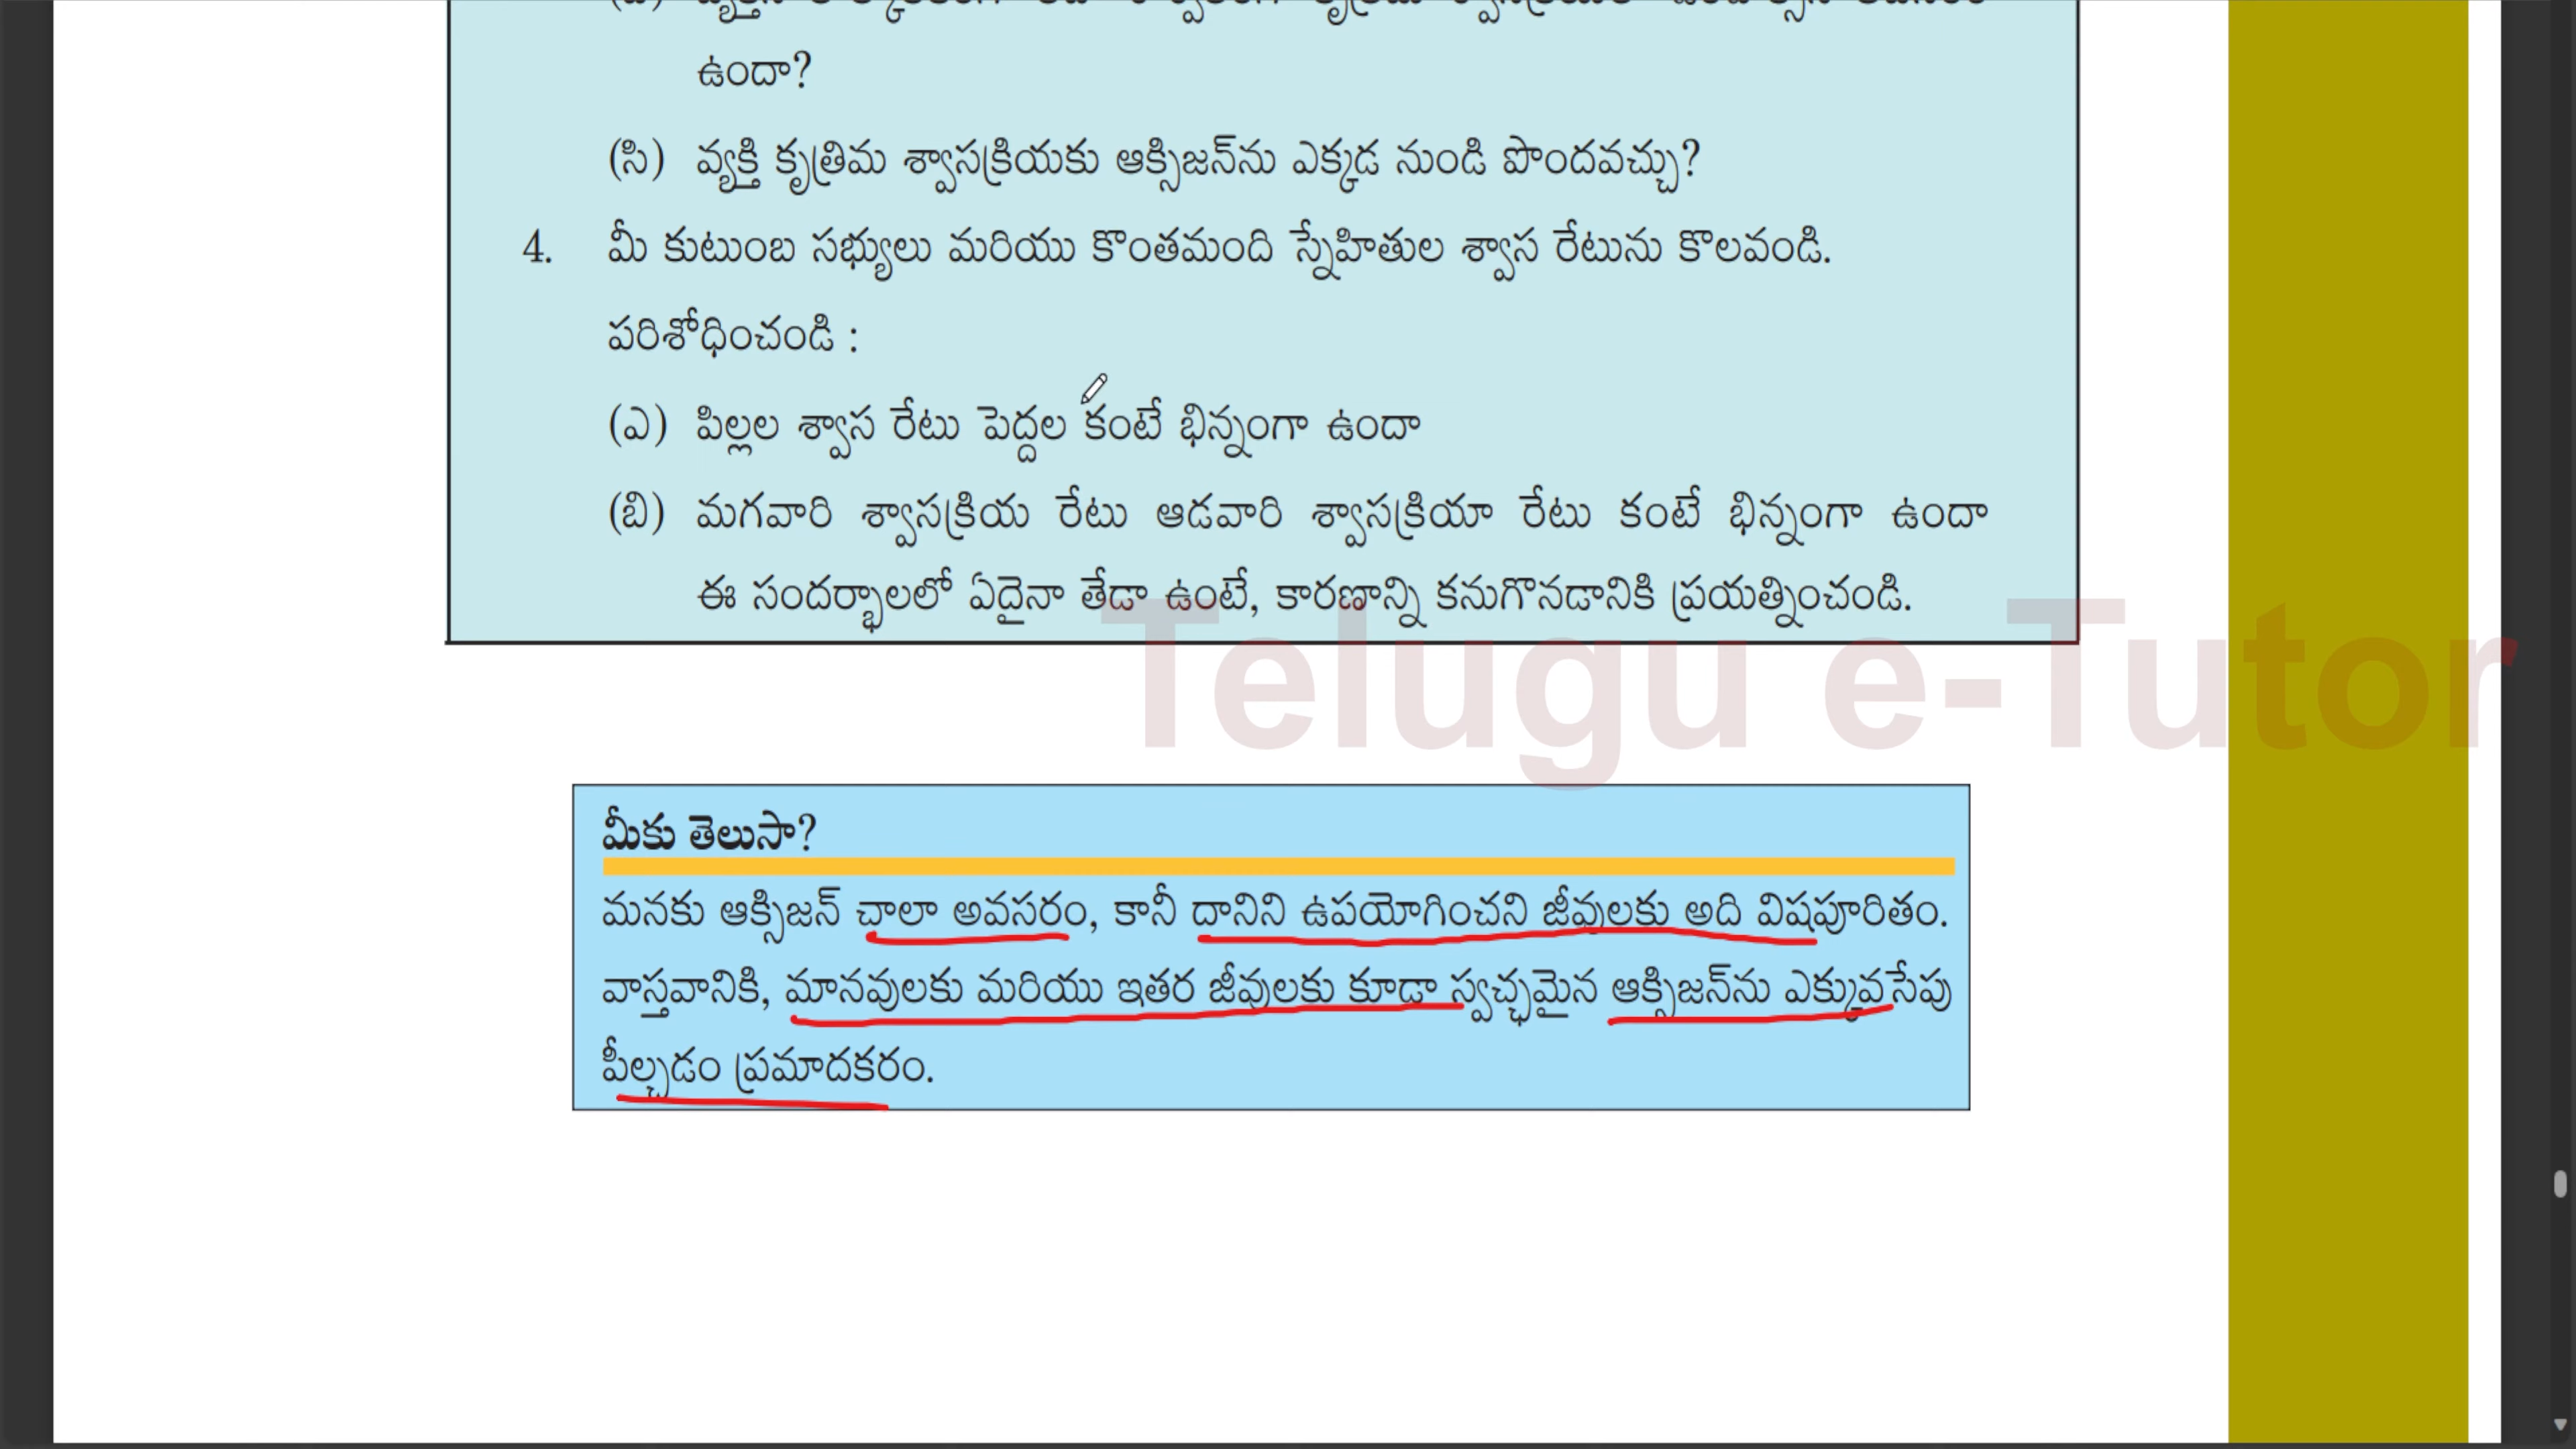 ఉందా?
(సి) వ్యక్తి కృత్రిమ శ్వాసక్రియకు ఆక్సిజన్‌ను ఎక్కడ నుండి పొందవచ్చు?
4. మీ కుటుంబ సభ్యులు మరియు కొంతమంది స్నేహితుల శ్వాస రేటును కొలవండి.
పరిశోధించండి :
(ఎ) పిల్లల శ్వాస రేటు పెద్దల కంటే భిన్నంగా ఉందా
(బి) మగవారి శ్వాసక్రియ రేటు ఆడవారి శ్వాసక్రియా రేటు కంటే భిన్నంగా ఉందా
ఈ సందర్భాలలో ఏదైనా తేడా ఉంటే, కారణాన్ని కనుగొనడానికి ప్రయత్నించండి.
Telugu e-Tutor
మీకు తెలుసా?
మనకు ఆక్సిజన్ చాలా అవసరం, కానీ దానిని ఉపయోగించని జీవులకు అది విషపూరితం.
వాస్తవానికి, మానవులకు మరియు ఇతర జీవులకు కూడా స్వచ్ఛమైన ఆక్సిజన్‌ను ఎక్కువసేపు
పీల్చడం ప్రమాదకరం.